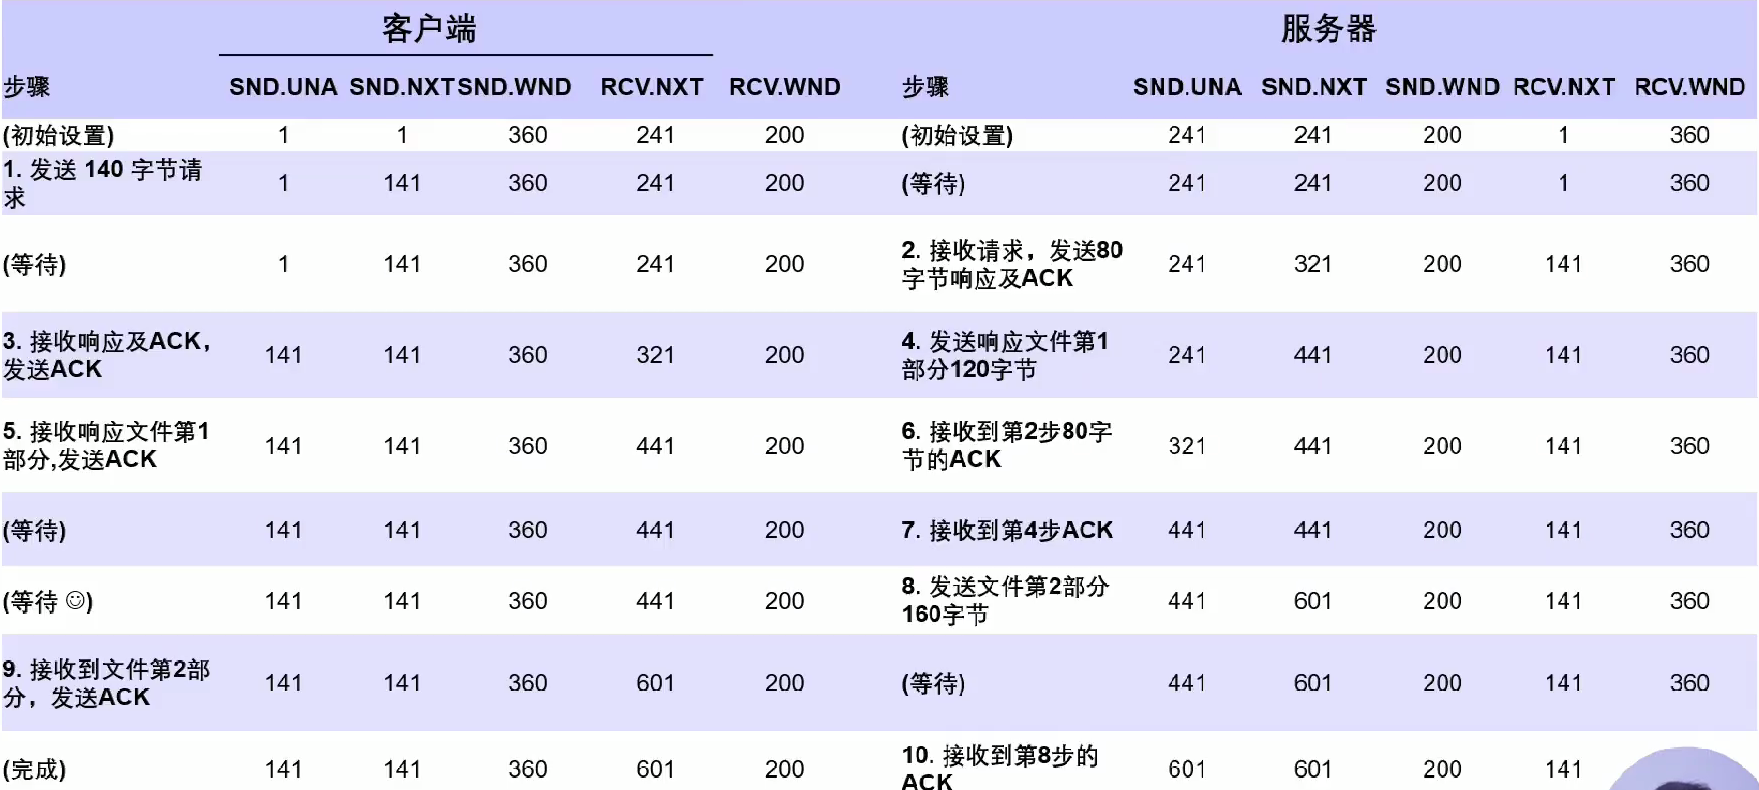 客户端 服务器
步骤 SND.UNA SND.NXT SND.WND RCV.NXT RCV.WND 步骤 SND.UNA SND.NXT SND.WND RCV.NXT RCV.WND
(初始设置) 1 1 360 241 200 (初始设置) 241 241 200 1 360
1. 发送 140 字节请
求 1 141 360 241 200 (等待) 241 241 200 1 360
(等待) 1 141 360 241 200 2. 接收请求，发送80
字节响应及ACK 241 321 200 141 360
3. 接收响应及ACK，
发送ACK 141 141 360 321 200 4. 发送响应文件第1
部分120字节 241 441 200 141 360
5. 接收响应文件第1
部分,发送ACK 141 141 360 441 200 6. 接收到第2步80字
节的ACK 321 441 200 141 360
(等待) 141 141 360 441 200 7. 接收到第4步ACK 441 441 200 141 360
(等待 ☺) 141 141 360 441 200 8. 发送文件第2部分
160字节 441 601 200 141 360
9. 接收到文件第2部
分，发送ACK 141 141 360 601 200 (等待) 441 601 200 141 360
(完成) 141 141 360 601 200 10. 接收到第8步的
ACK 601 601 200 141